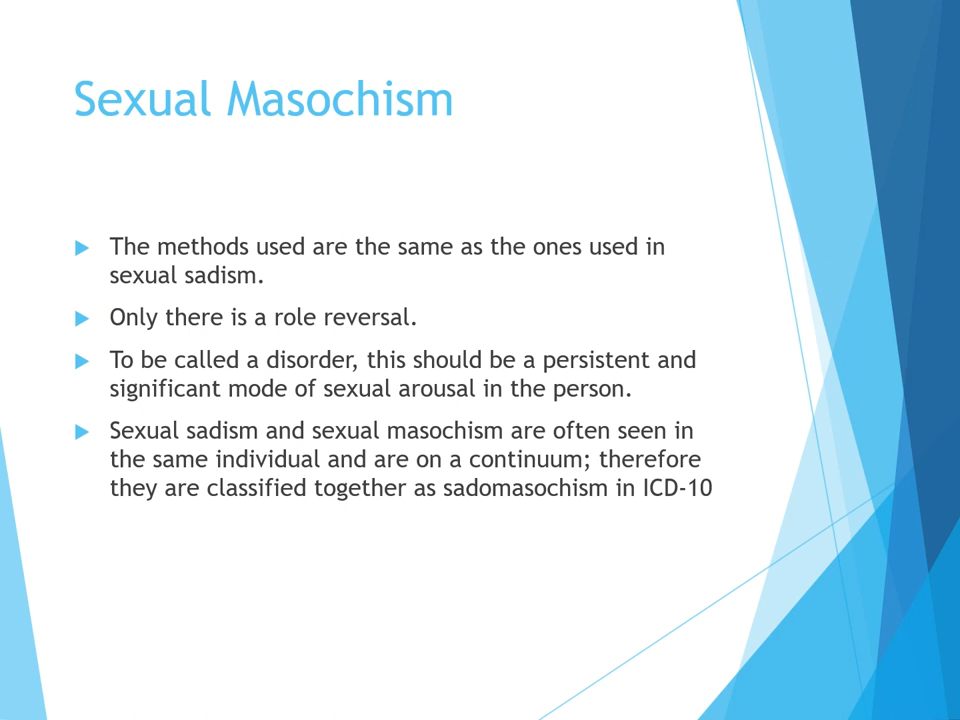 Sexual Masochism
The methods used are the same as the ones used in
sexual sadism.
Only there is a role reversal.
To be called a disorder, this should be a persistent and
significant mode of sexual arousal in the person.
Sexual sadism and sexual masochism are often seen in
the same individual and are on a continuum; therefore
they are classified together as sadomasochism in ICD-10